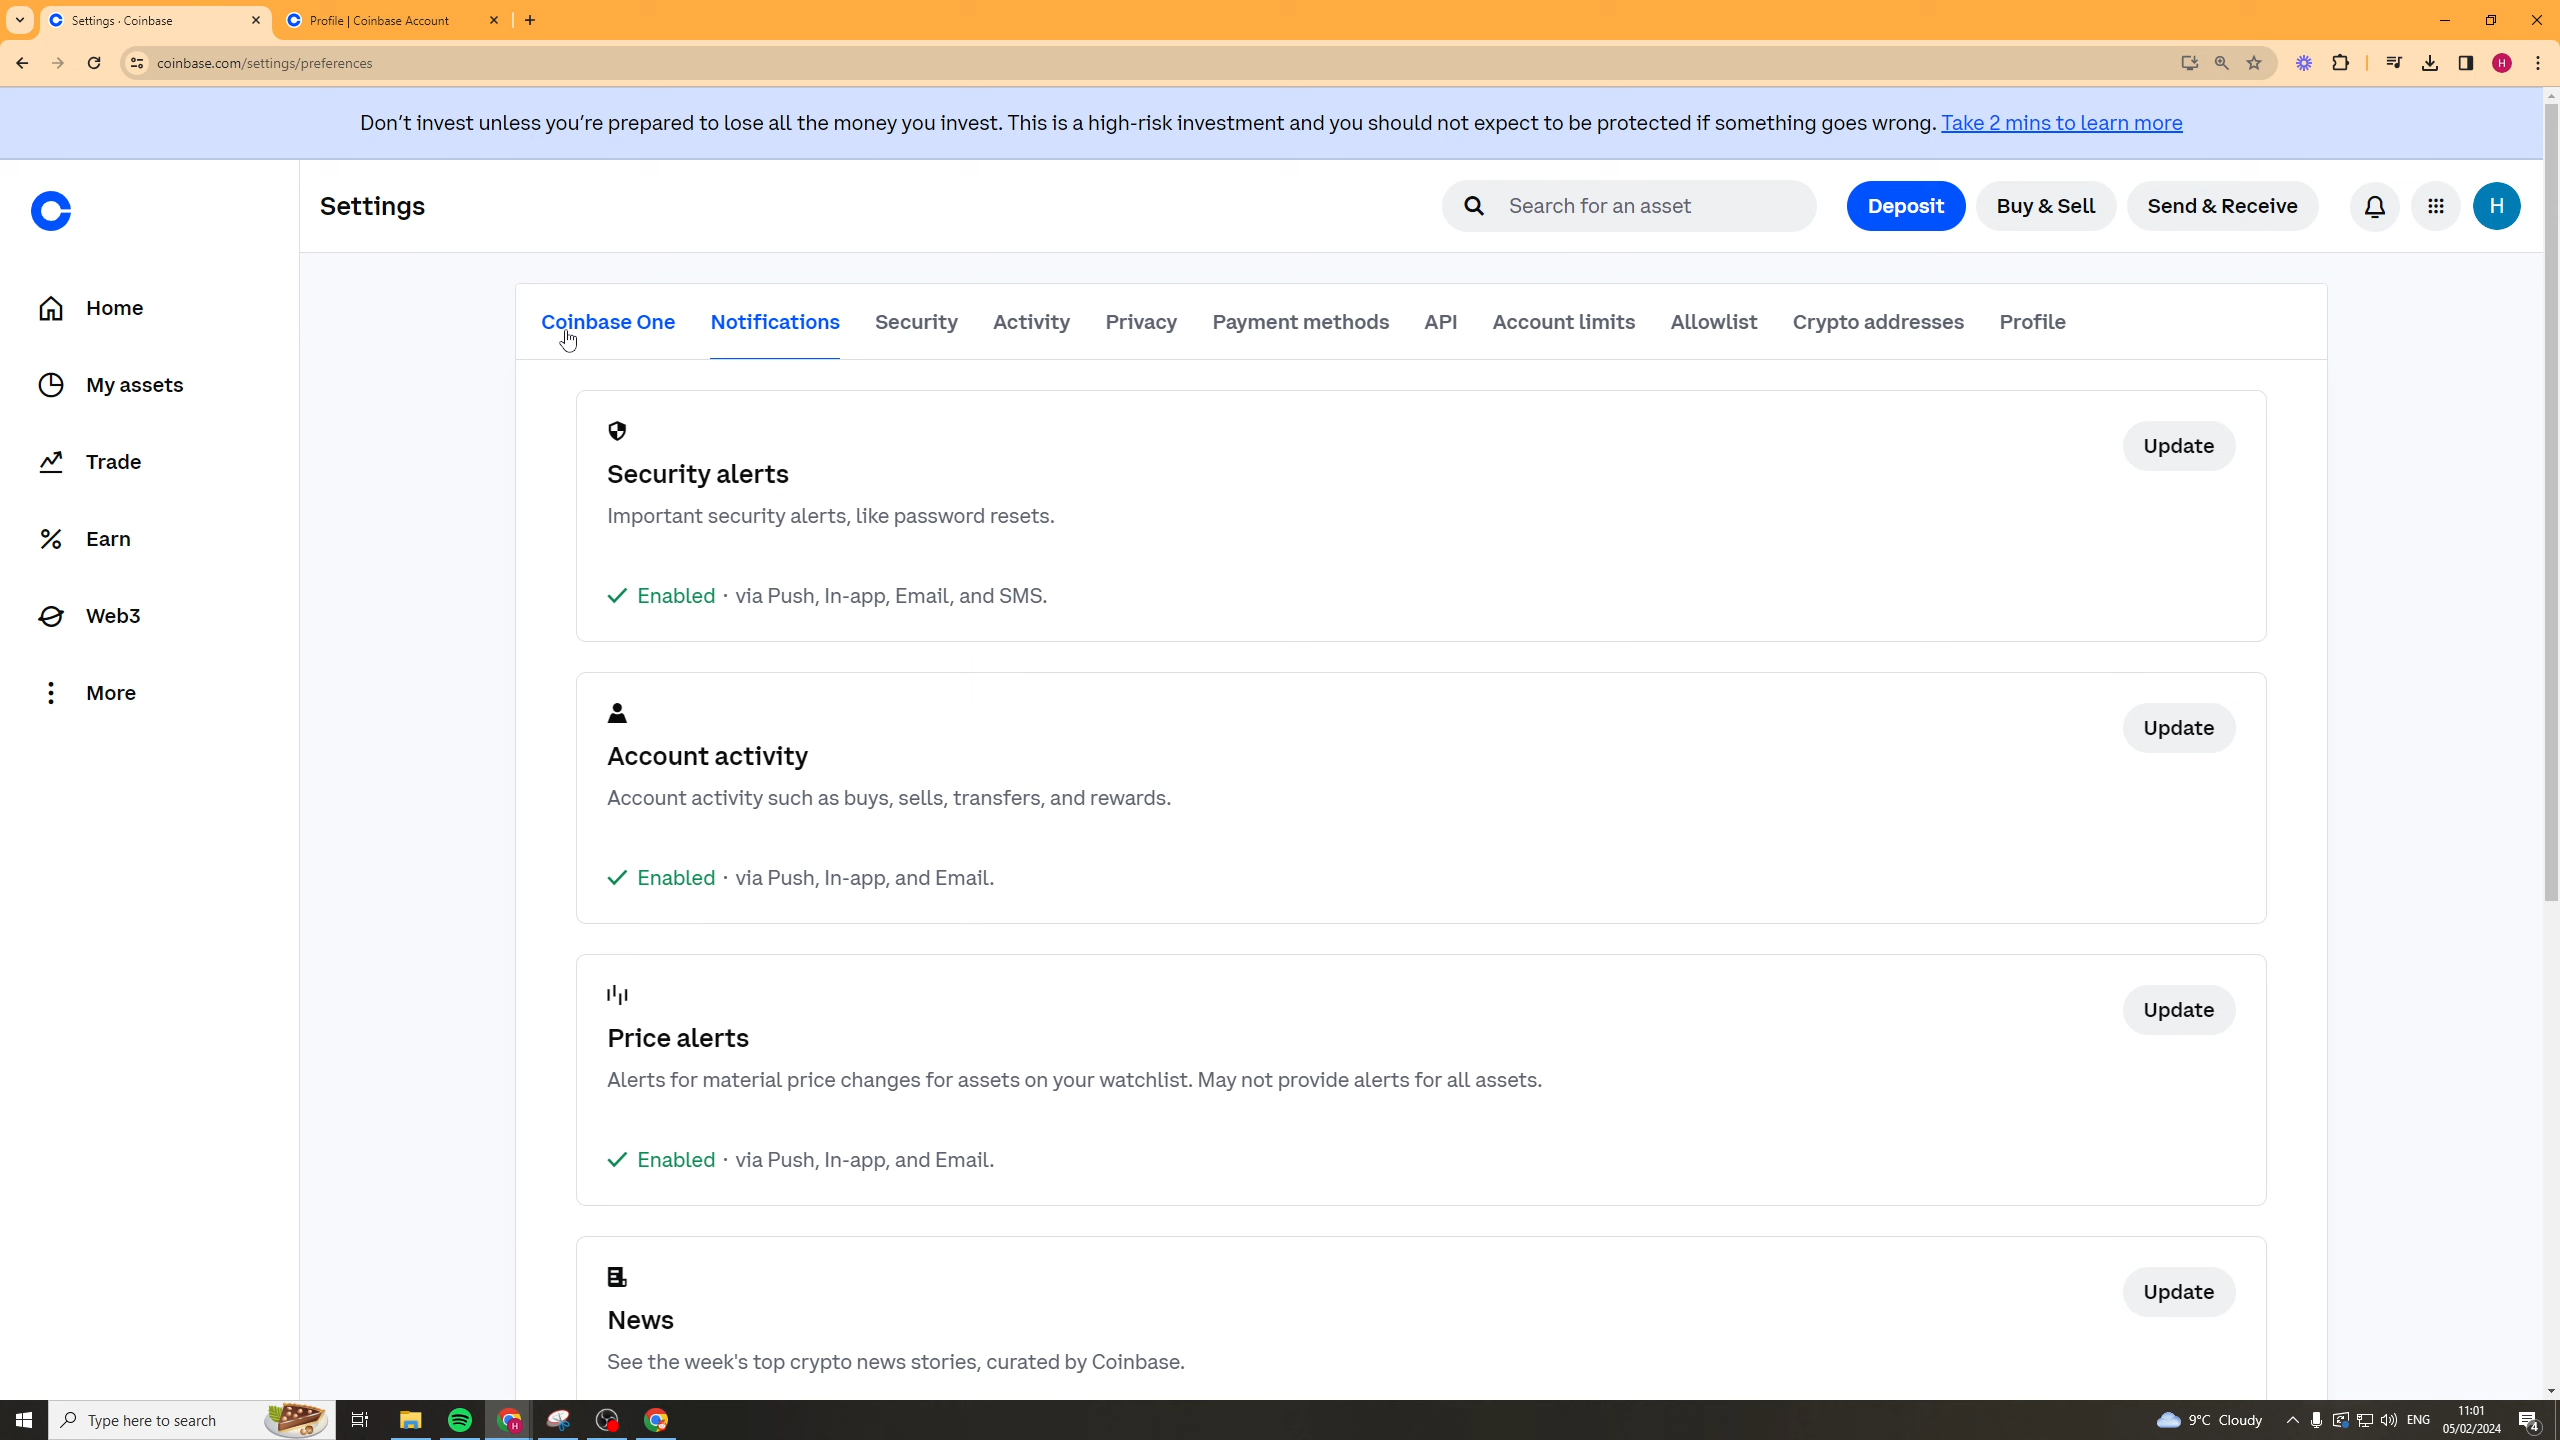 Settings - Coinbase
Profile | Coinbase Account
coinbase.com/settings/preferences
H
Don't invest unless you're prepared to lose all the money you invest. This is a high-risk investment and you should not expect to be protected if something goes wrong. Take 2 mins to learn more
Settings
Search for an asset
Deposit
Buy & Sell
Send & Receive
H
Home
My assets
Trade
Earn
Web3
More
Coinbase One
Notifications
Security
Activity
Privacy
Payment methods
API
Account limits
Allowlist
Crypto addresses
Profile
Update
Security alerts
Important security alerts, like password resets.
Enabled · via Push, In-app, Email, and SMS.
Update
Account activity
Account activity such as buys, sells, transfers, and rewards.
Enabled · via Push, In-app, and Email.
Update
Price alerts
Alerts for material price changes for assets on your watchlist. May not provide alerts for all assets.
Enabled · via Push, In-app, and Email.
Update
News
See the week's top crypto news stories, curated by Coinbase.
Type here to search
H
9°C Cloudy
ENG
11:01
05/02/2024
4